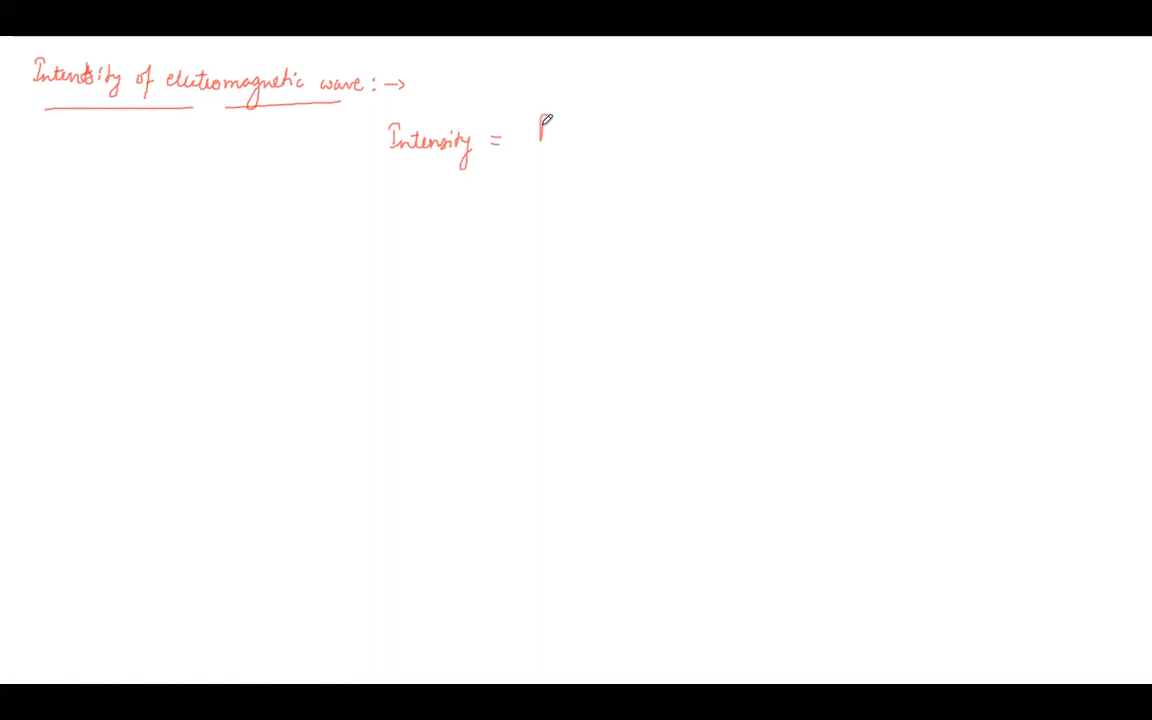 Intensity of electromagnetic wave : →
Intensity = P